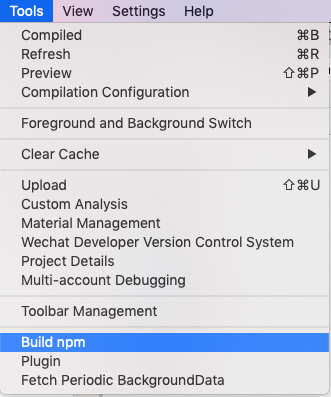 Tools View Settings Help
Compiled ⌘B
Refresh ⌘R
Preview ⇧⌘P
Compilation Configuration ▶
Foreground and Background Switch
Clear Cache ▶
Upload ⇧⌘U
Custom Analysis
Material Management
Wechat Developer Version Control System
Project Details
Multi-account Debugging
Toolbar Management
Build npm
Plugin
Fetch Periodic BackgroundData